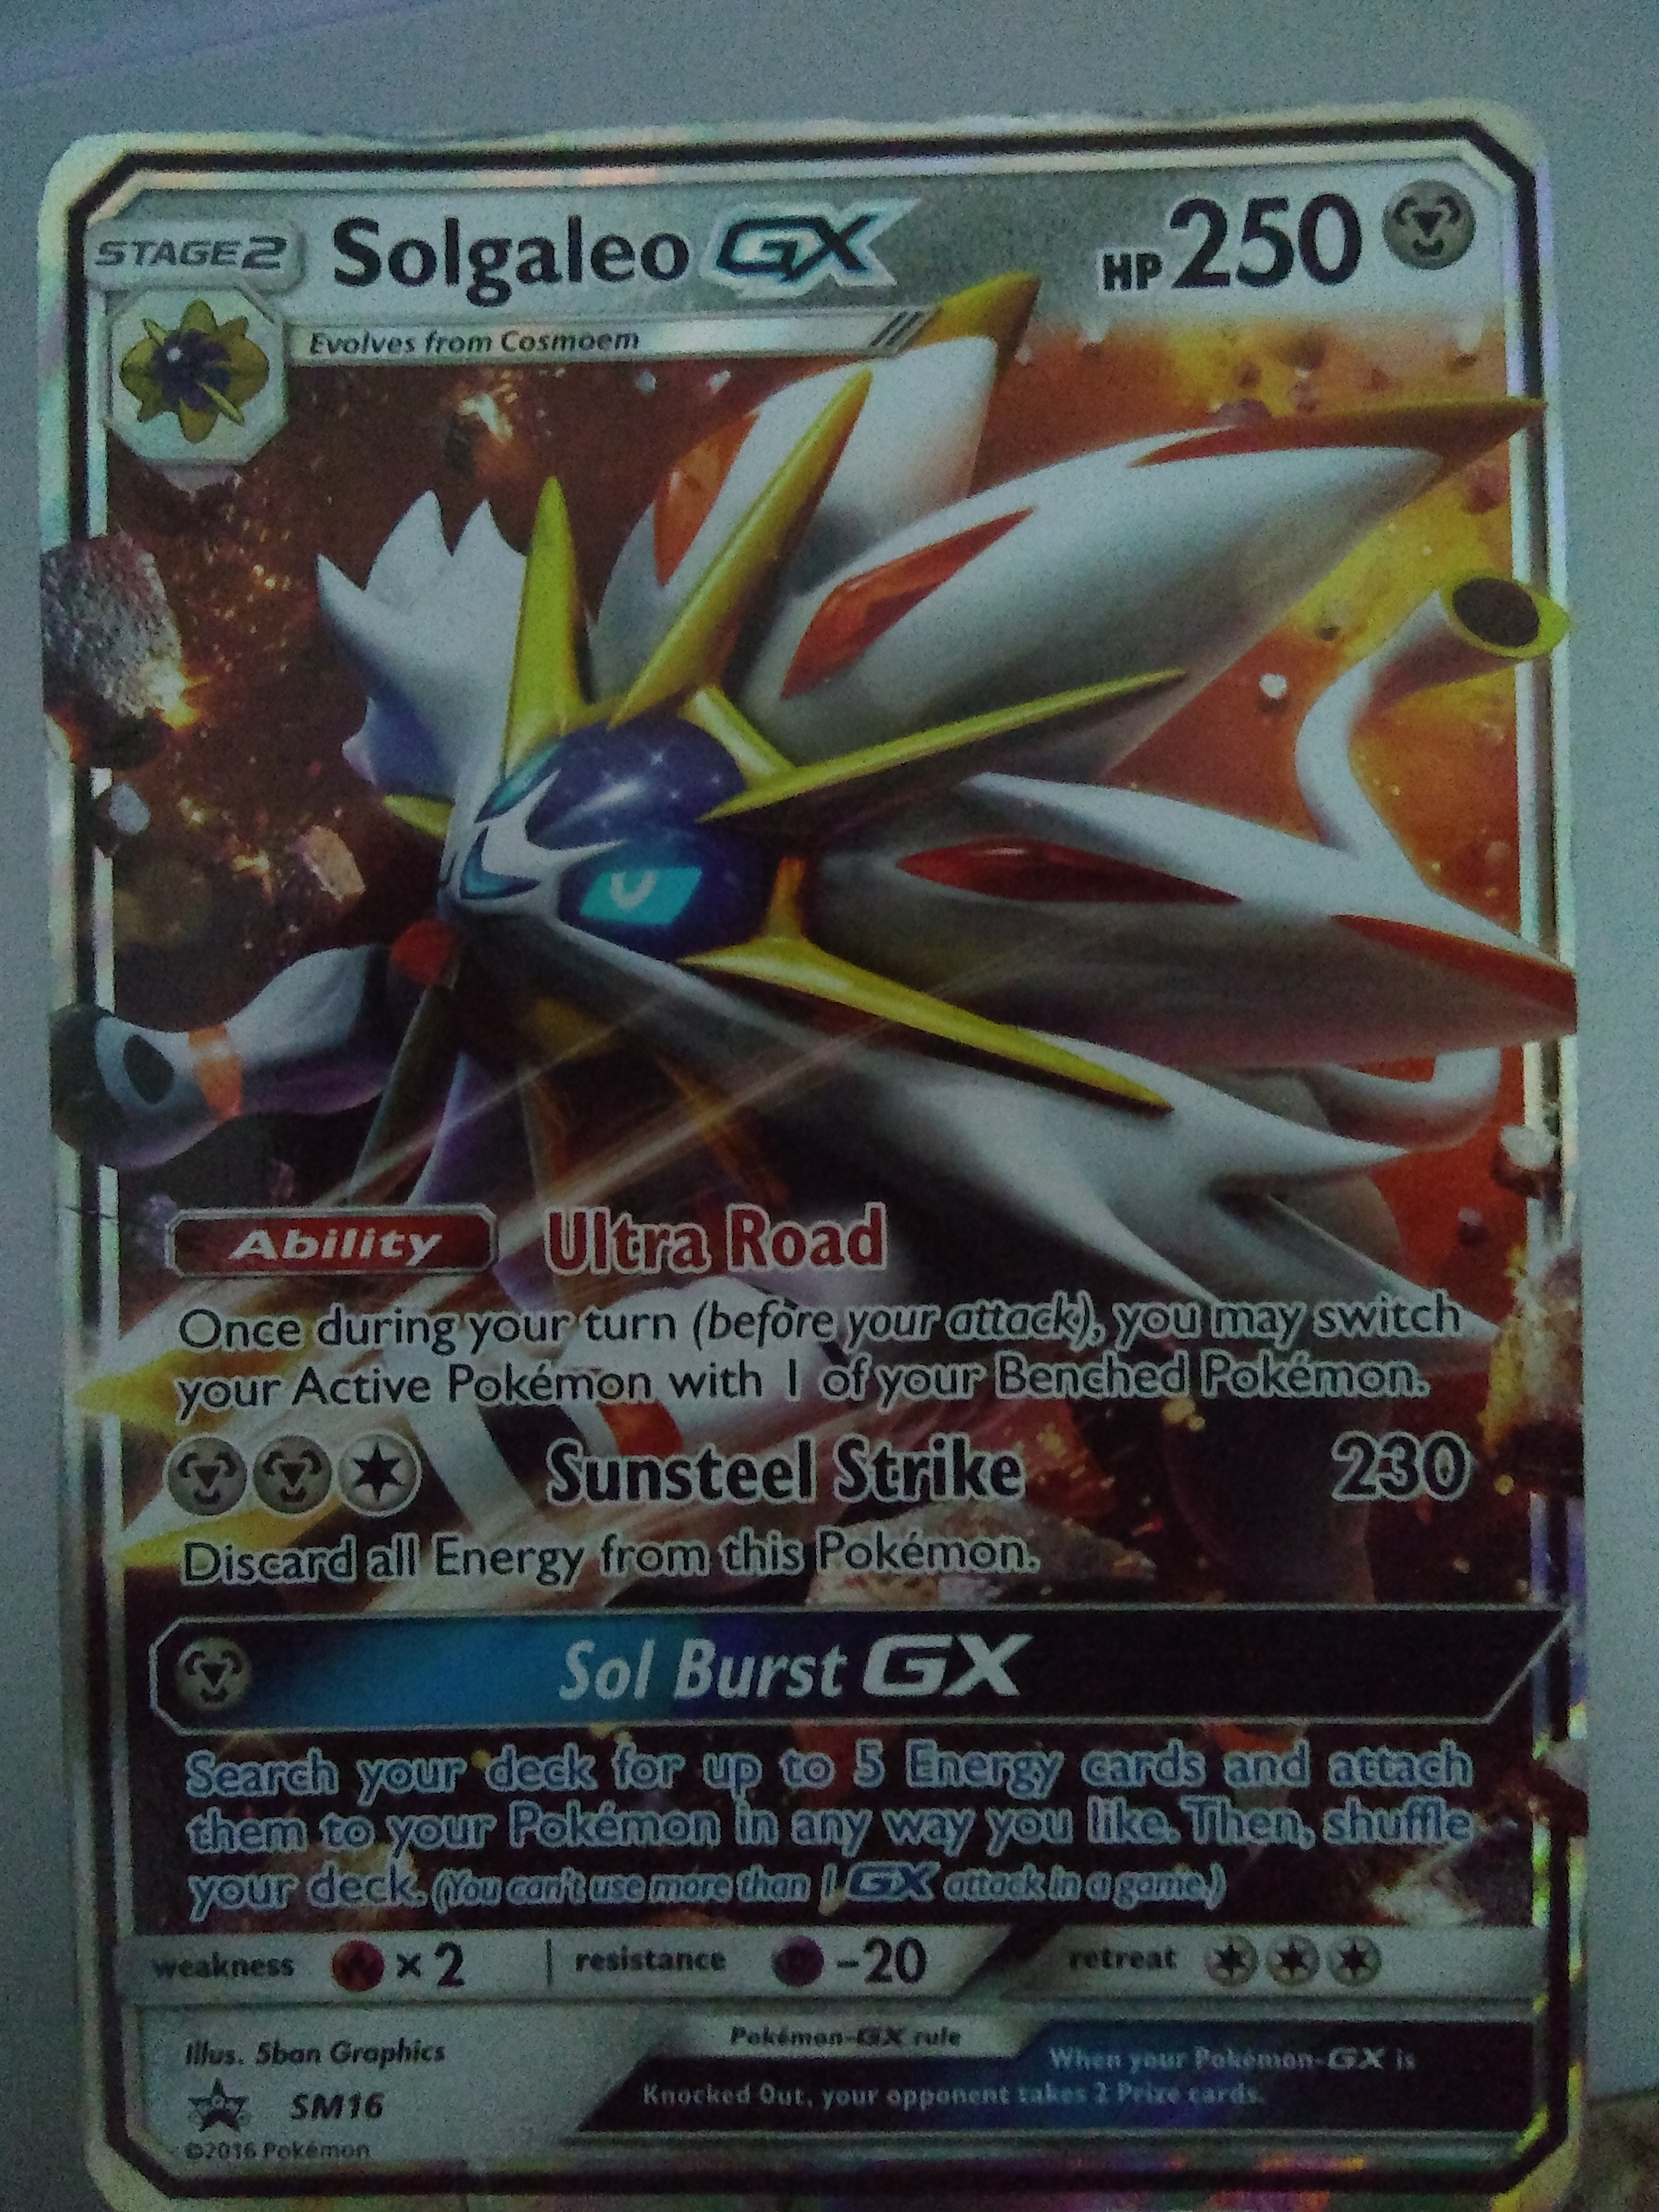 STAGE2 Solgaleo GX HP 250
Evolves from Cosmoem
Ability Ultra Road
Once during your turn (before your attack), you may switch
your Active Pokémon with 1 of your Benched Pokémon.
Sunsteel Strike 230
Discard all Energy from this Pokémon.
Sol Burst GX
Search your deck for up to 5 Energy cards and attach
them to your Pokémon in any way you like. Then, shuffle
your deck. (You can't use more than 1 GX attack in a game.)
weakness ×2 resistance -20 retreat
Illus. 5ban Graphics
Pokémon-GX rule
When your Pokémon-GX is
Knocked Out, your opponent takes 2 Prize cards.
SM16
©2016 Pokémon